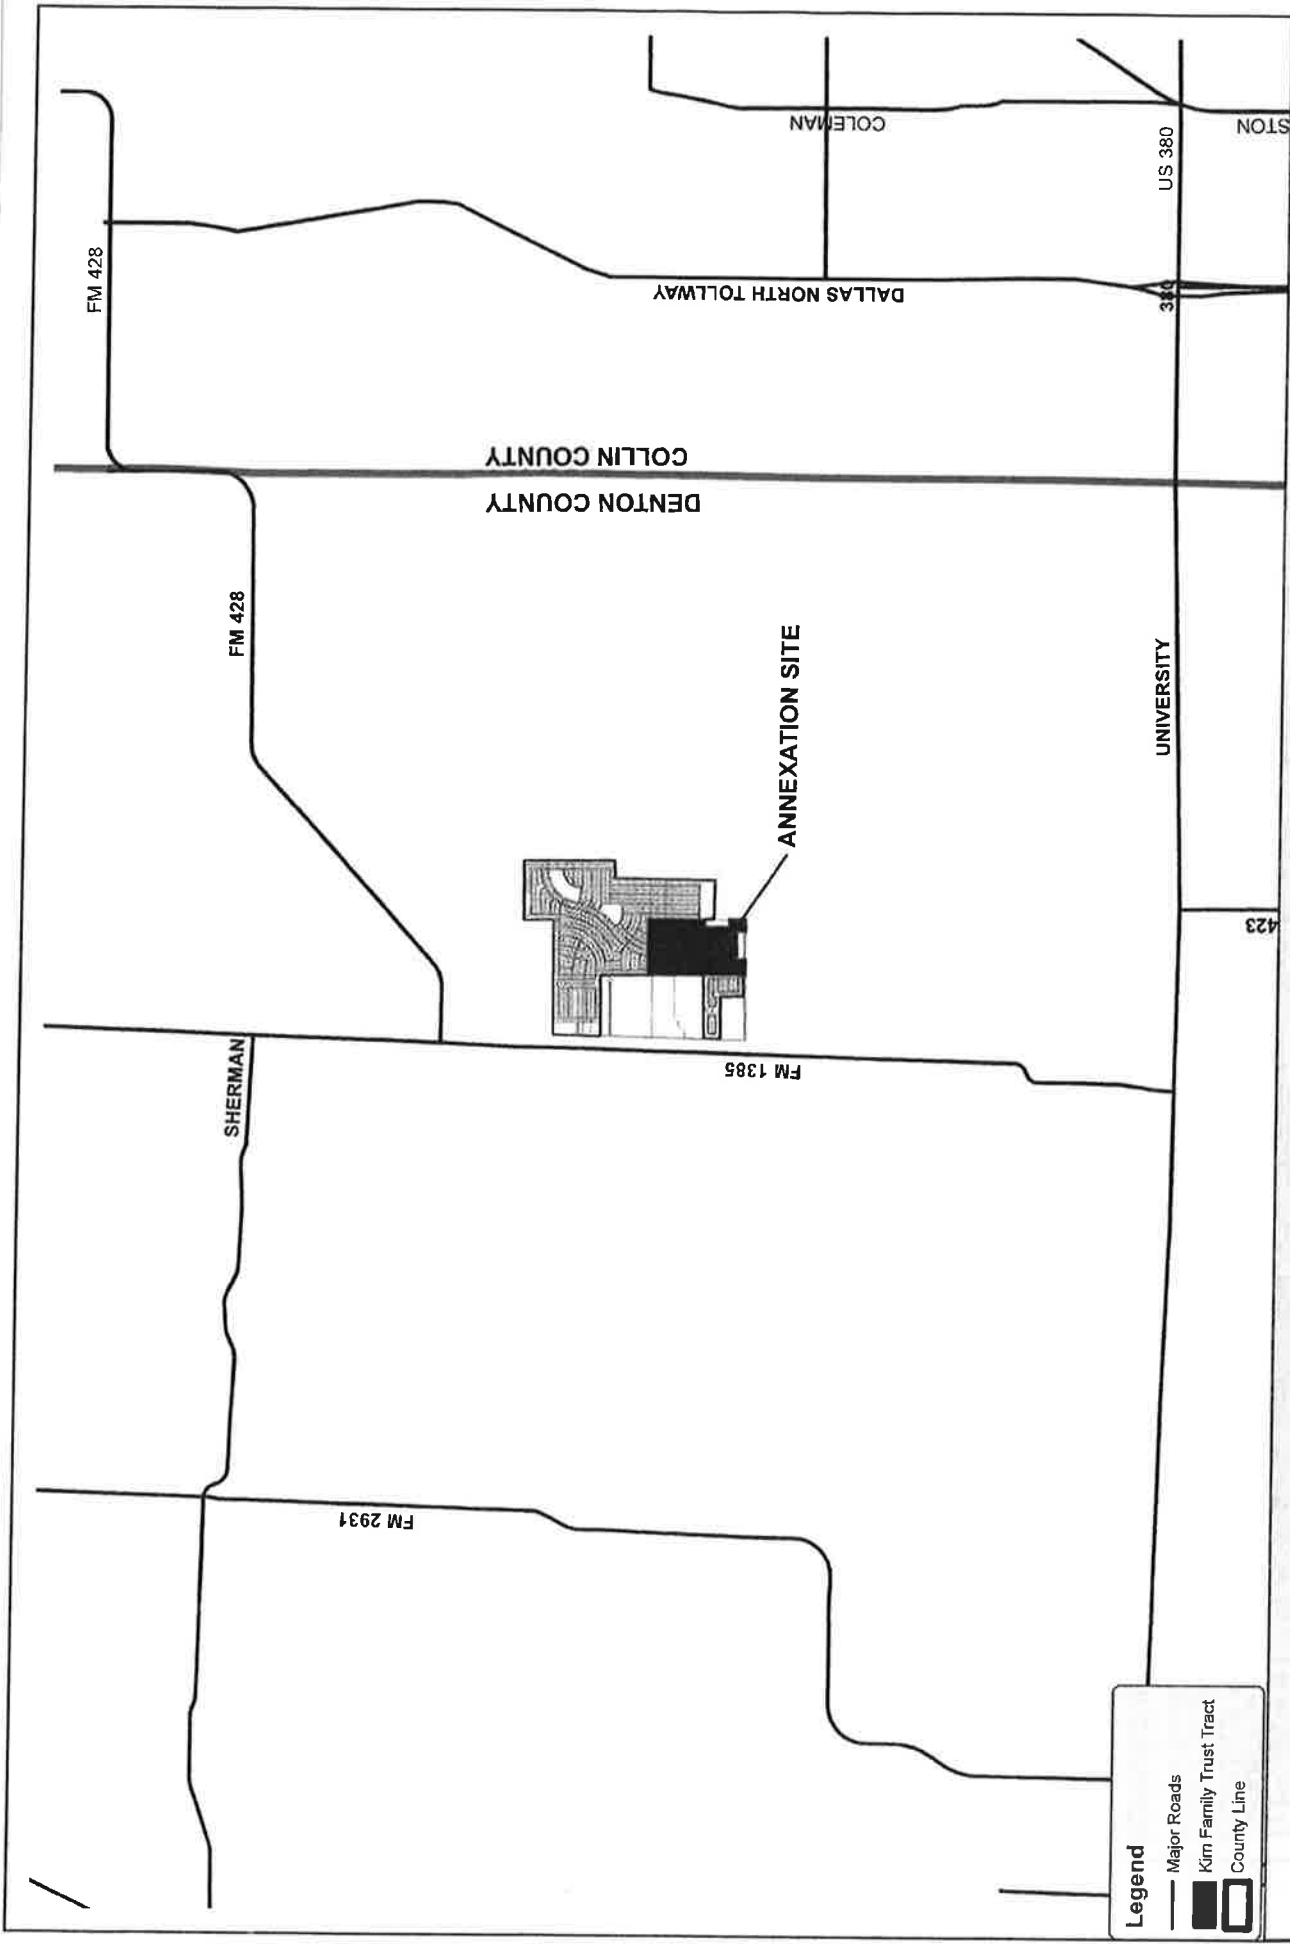 FM 428
COLEMAN
US 380
STON
DALLAS NORTH TOLLWAY
380
COLLIN COUNTY
DENTON COUNTY
FM 428
ANNEXATION SITE
UNIVERSITY
423
SHERMAN
FM 1385
FM 2931
Legend
Major Roads
Kim Family Trust Tract
County Line